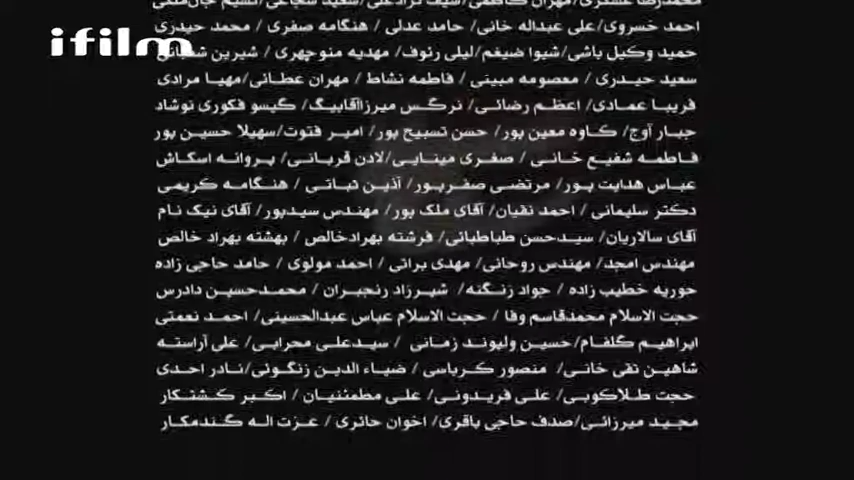 ifilm
احمد خسروی/علی عبداله خانی/ حامد عدلی / هنگامه صفری / محمد حیدری
حمید وکیل باشی/شیوا ضیغم/لیلی رنوف/ مهدیه منوچهری / شیرین
سعید حیدری / معصومه مبینی / فاطمه نشاط / مهران عطائی/مهیا مرادی
فریبا عمادی/ اعظم رضائی/ نرگس میرزاآقابیگ/ گیسو فکوری نوشاد
جبار آوج/ کاوه معین پور/ حسن تسبیح پور/ امیر فتوت/سهیلا حسین پور
فاطمه شفیع خانی / صفری مینایی/لادن قربانی/ پروانه اسکاش
عباس هدایت پور/ مرتضی صفرپور/ آذین ثباتی / هنگامه کریمی
دکتر سلیمانی / احمد نقیان/ آقای ملک پور/ مهندس سیدپور/ آقای نیک نام
آقای سالاریان/ سیدحسن طباطبائی/ فرشته بهرادخالص / بهشته بهراد خالص
مهندس امجد/ مهندس روحانی/ مهدی براتی / احمد مولوی / حامد حاجی زاده
حوریه خطیب زاده / جواد زنگنه/ شیرزاد رنجبران / محمدحسین دادرس
حجت الاسلام محمدقاسم وفا / حجت الاسلام عباس عبدالحسینی/ احمد نعمتی
ابراهیم گلفام/حسین ولیوند زمانی / سیدعلی محرابی/ علی آراسته
شاهین تقی خانی/ منصور کرباسی / ضیاء الدین زنگوئی/نادر احدی
حجت طلاکوبی/ علی فریدونی/ علی مطمئنیان / اکبر کشتکار
مجید میرزائی/صدف حاجی باقری/ اخوان حائری / عزت اله گندمکار